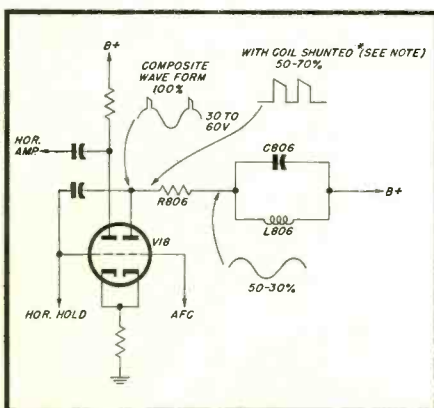 B+
COMPOSITE
WAVE FORM
100%
WITH COIL SHUNTED * (SEE NOTE)
50-70%
30 TO
60V
HOR.
AMP.
C806
R806
B+
L806
V18
50-30%
HOR. HOLD
AFC